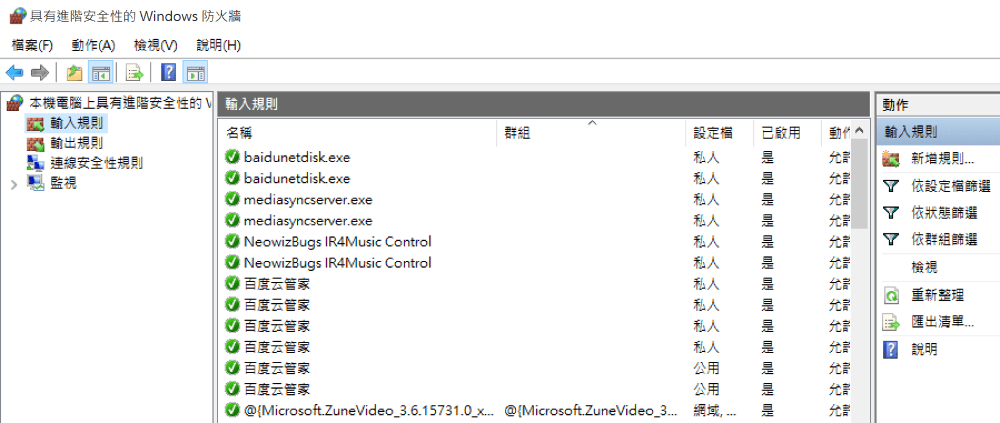 具有進階安全性的 Windows 防火牆
檔案(F) 動作(A) 檢視(V) 說明(H)
本機電腦上具有進階安全性的
輸入規則
輸出規則
連線安全性規則
監視
輸入規則
名稱 群組 設定檔 已啟用 動作
baidunetdisk.exe 私人 是 允許
baidunetdisk.exe 私人 是 允許
mediasyncserver.exe 私人 是 允許
mediasyncserver.exe 私人 是 允許
NeowizBugs IR4Music Control 私人 是 允許
NeowizBugs IR4Music Control 私人 是 允許
百度云管家 私人 是 允許
百度云管家 私人 是 允許
百度云管家 私人 是 允許
百度云管家 私人 是 允許
百度云管家 公用 是 允許
百度云管家 公用 是 允許
@{Microsoft.ZuneVideo_3.6.15731.0_x... @{Microsoft.ZuneVideo_3... 網域, ... 是 允許
動作
輸入規則
新增規則...
依設定檔篩選
依狀態篩選
依群組篩選
檢視
重新整理
匯出清單...
說明